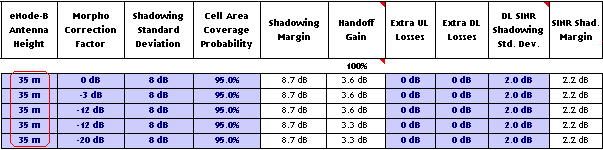 eNode-B Antenna Height Morpho Correction Factor Shadowing Standard Deviation Cell Area Coverage Probability Shadowing Margin Handoff Gain Extra UL Losses Extra DL Losses DL SINR Shadowing Std. Dev. SINR Shad. Margin
100%
35 m 0 dB 8 dB 95.0% 8.7 dB 3.6 dB 0 dB 0 dB 2.0 dB 2.2 dB
35 m -3 dB 8 dB 95.0% 8.7 dB 3.6 dB 0 dB 0 dB 2.0 dB 2.2 dB
35 m -12 dB 8 dB 95.0% 8.7 dB 3.6 dB 0 dB 0 dB 2.0 dB 2.2 dB
35 m -12 dB 8 dB 95.0% 8.7 dB 3.3 dB 0 dB 0 dB 2.0 dB 2.2 dB
35 m -20 dB 8 dB 95.0% 8.7 dB 3.3 dB 0 dB 0 dB 2.0 dB 2.2 dB